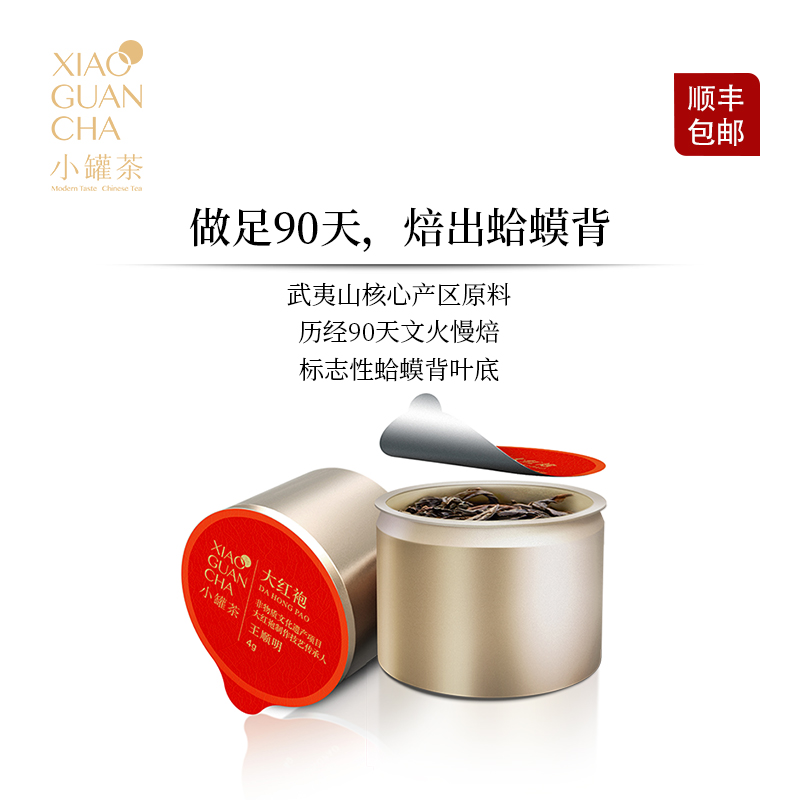 XIAO
GUAN
CHA
小罐茶
Modern Taste Chinese Tea
顺丰
包邮
做足90天，焙出蛤蟆背
武夷山核心产区原料
历经90天文火慢焙
标志性蛤蟆背叶底
XIAO
GUAN
CHA
小罐茶
大红袍
DA HONG PAO
非物质文化遗产项目
大红袍制作技艺传承人
王顺明
4g